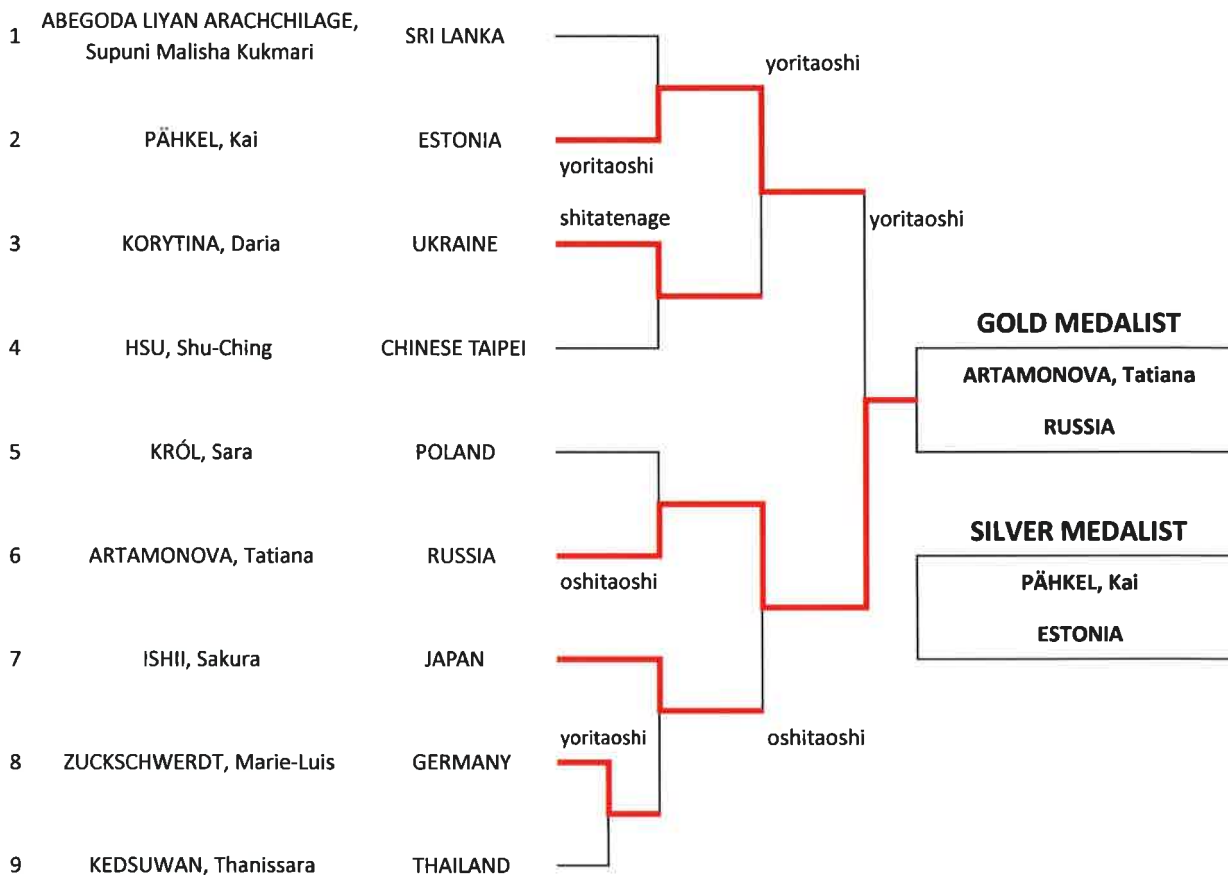 ABEGODA LIYAN ARACHCHILAGE,
1 Supuni Malisha Kukmari SRI LANKA
yoritaoshi
2 PÄHKEL, Kai ESTONIA
yoritaoshi
shitatenage
yoritaoshi
3 KORYTINA, Daria UKRAINE
GOLD MEDALIST
4 HSU, Shu-Ching CHINESE TAIPEI
ARTAMONOVA, Tatiana
RUSSIA
5 KRÓL, Sara POLAND
SILVER MEDALIST
6 ARTAMONOVA, Tatiana RUSSIA
oshitaoshi
PÄHKEL, Kai
ESTONIA
7 ISHII, Sakura JAPAN
yoritaoshi
oshitaoshi
8 ZUCKSCHWERDT, Marie-Luis GERMANY
9 KEDSUWAN, Thanissara THAILAND